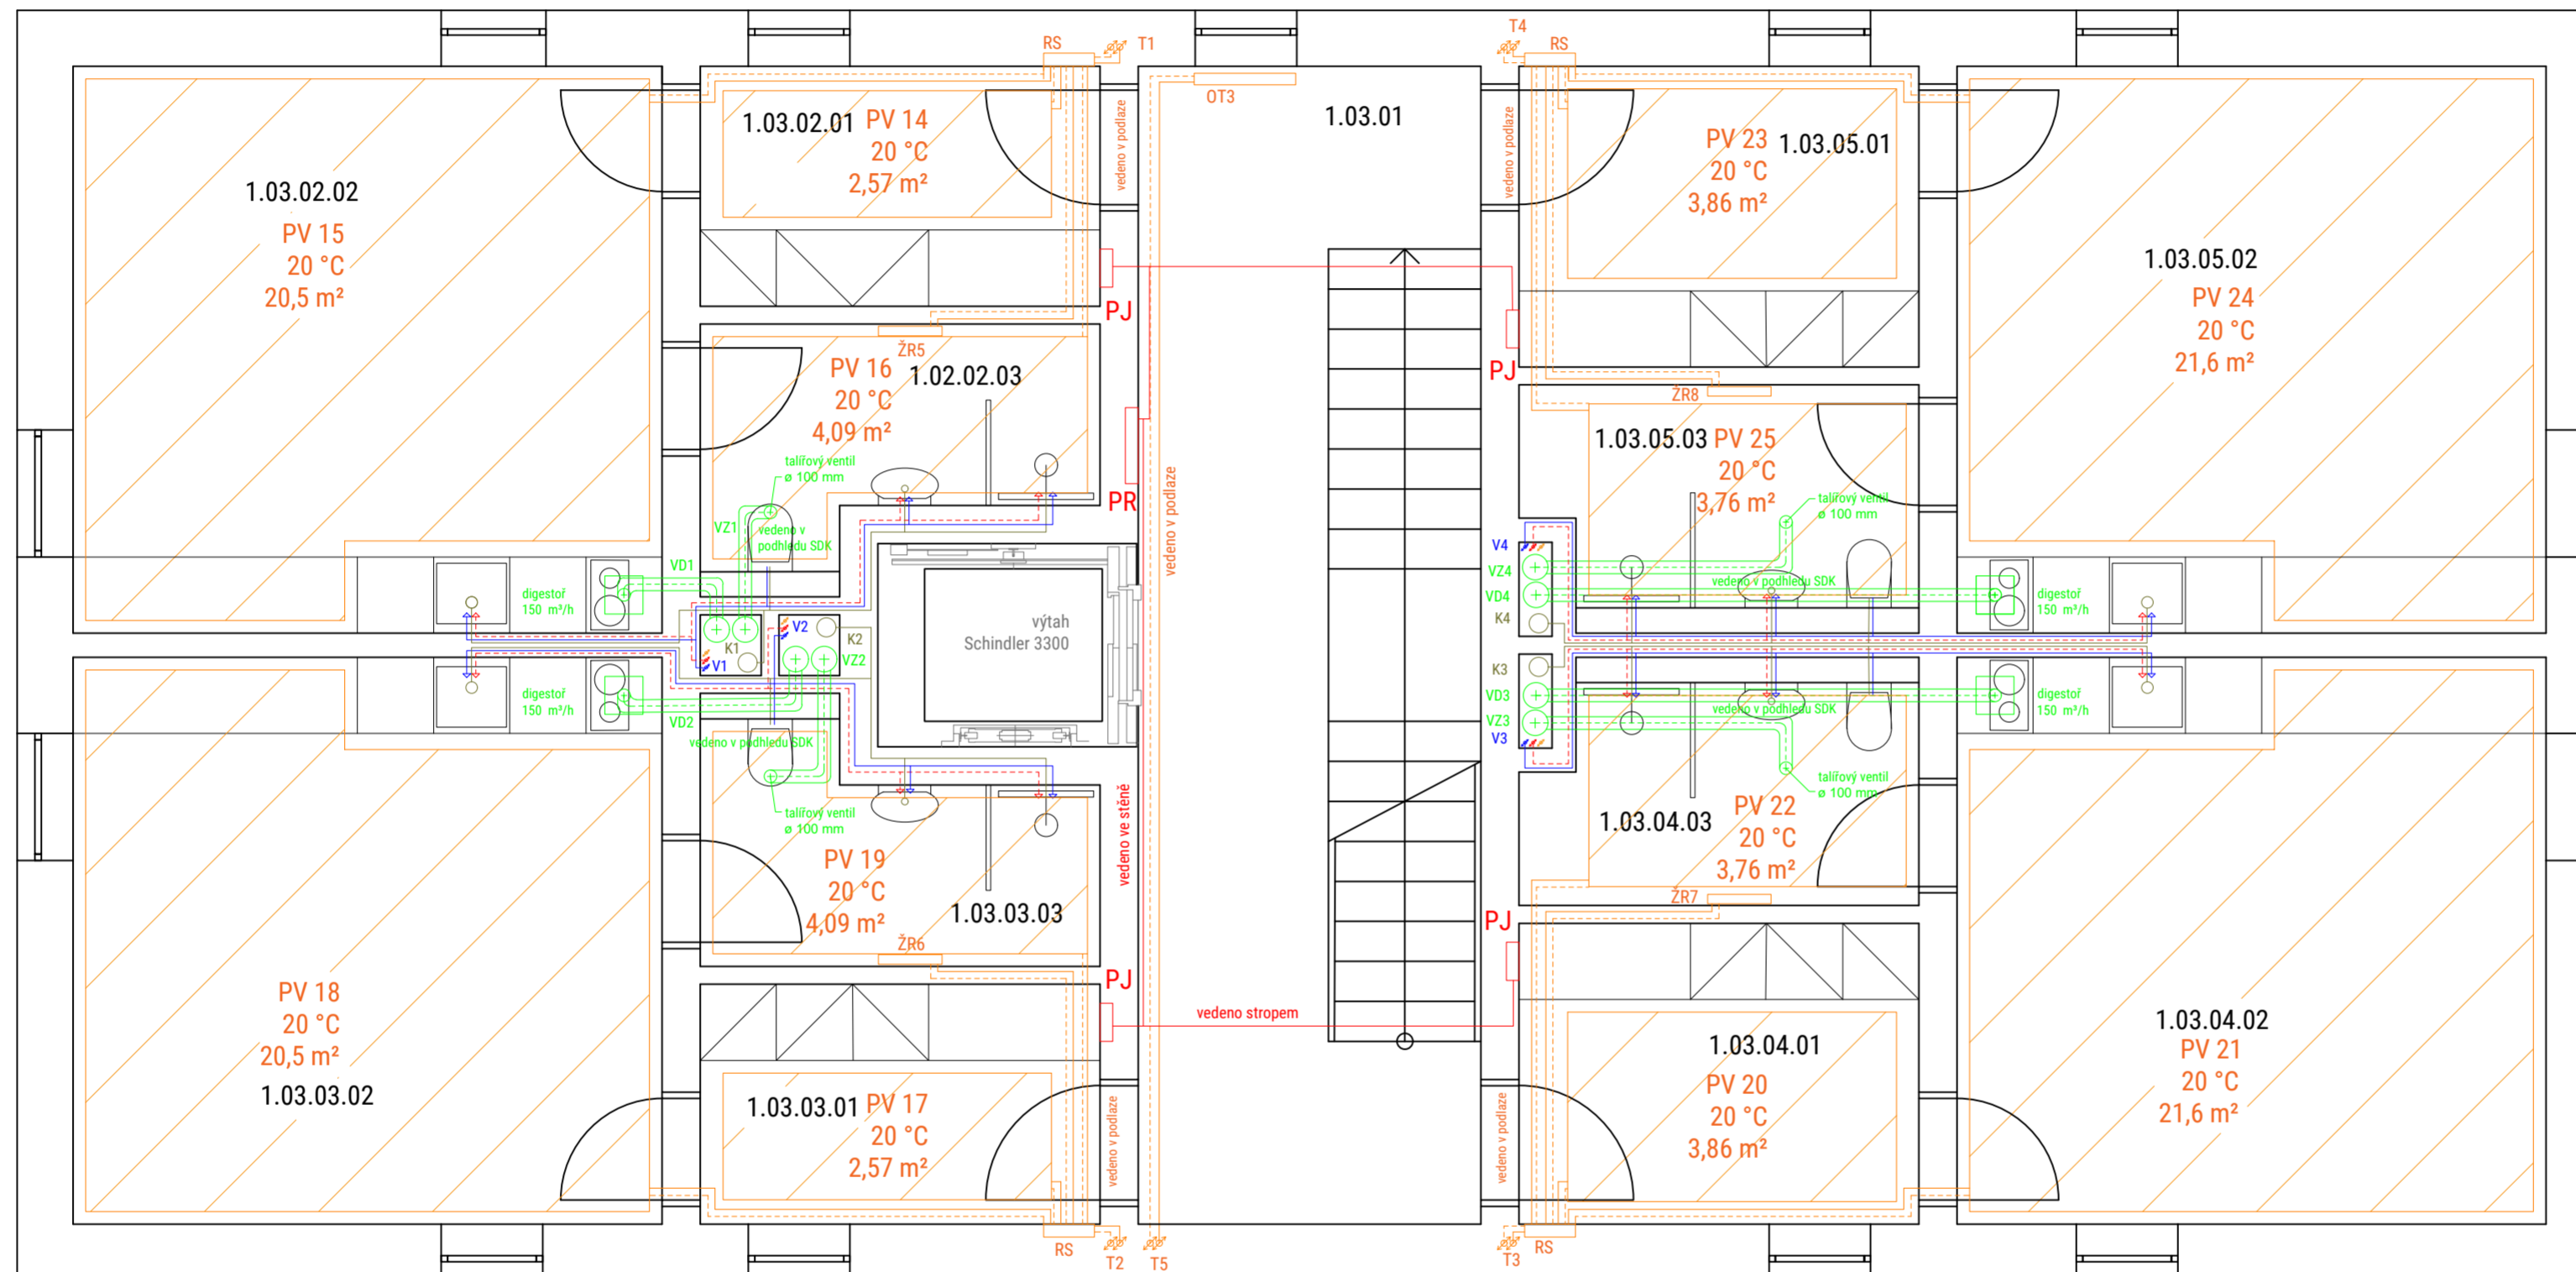 RS
T1
T4
RS
OT3
1.03.01
1.03.02.01
PV 14
20 °C
2,57 m²
vedeno v podlaze
vedeno v podlaze
PV 23
20 °C
3,86 m²
1.03.05.01
1.03.02.02
PV 15
20 °C
20,5 m²
1.03.05.02
PV 24
20 °C
21,6 m²
PJ
PJ
ŽR5
PV 16
20 °C
4,09 m²
1.02.02.03
ŽR8
1.03.05.03
PV 25
20 °C
3,76 m²
talířový ventil
ø 100 mm
PR
vedeno v podlaze
talířový ventil
ø 100 mm
VZ1
vedeno v
podhledu SDK
VD1
digestoř
150 m³/h
V4
VZ4
VD4
K4
vedeno v podhledu SDK
digestoř
150 m³/h
výtah
Schindler 3300
K1
V1
V2
K2
VZ2
K3
VD3
VZ3
V3
vedeno v podhledu SDK
digestoř
150 m³/h
digestoř
150 m³/h
VD2
vedeno v podhledu SDK
talířový ventil
ø 100 mm
talířový ventil
ø 100 mm
vedeno ve stěně
PV 19
20 °C
4,09 m²
1.03.03.03
ŽR6
1.03.04.03
PV 22
20 °C
3,76 m²
ŽR7
PJ
PJ
vedeno stropem
PV 18
20 °C
20,5 m²
1.03.03.02
1.03.03.01
PV 17
20 °C
2,57 m²
vedeno v podlaze
vedeno v podlaze
1.03.04.01
PV 20
20 °C
3,86 m²
1.03.04.02
PV 21
20 °C
21,6 m²
RS
T2
T5
T3
RS